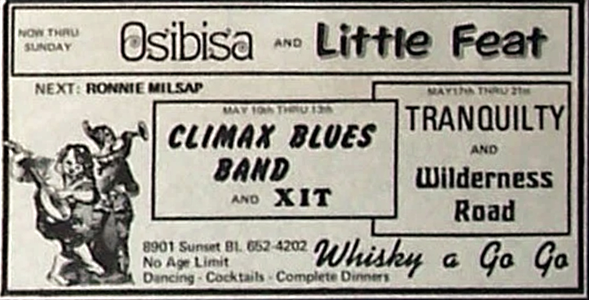 NOW THRU
SUNDAY
Osibisa AND Little Feat
NEXT: RONNIE MILSAP
MAY 10th THRU 13th
CLIMAX BLUES
BAND
AND XIT
MAY 17th THRU 21st
TRANQUILTY
AND
Wilderness
Road
8901 Sunset Bl. 652-4202
No Age Limit
Dancing - Cocktails - Complete Dinners
Whisky a Go Go